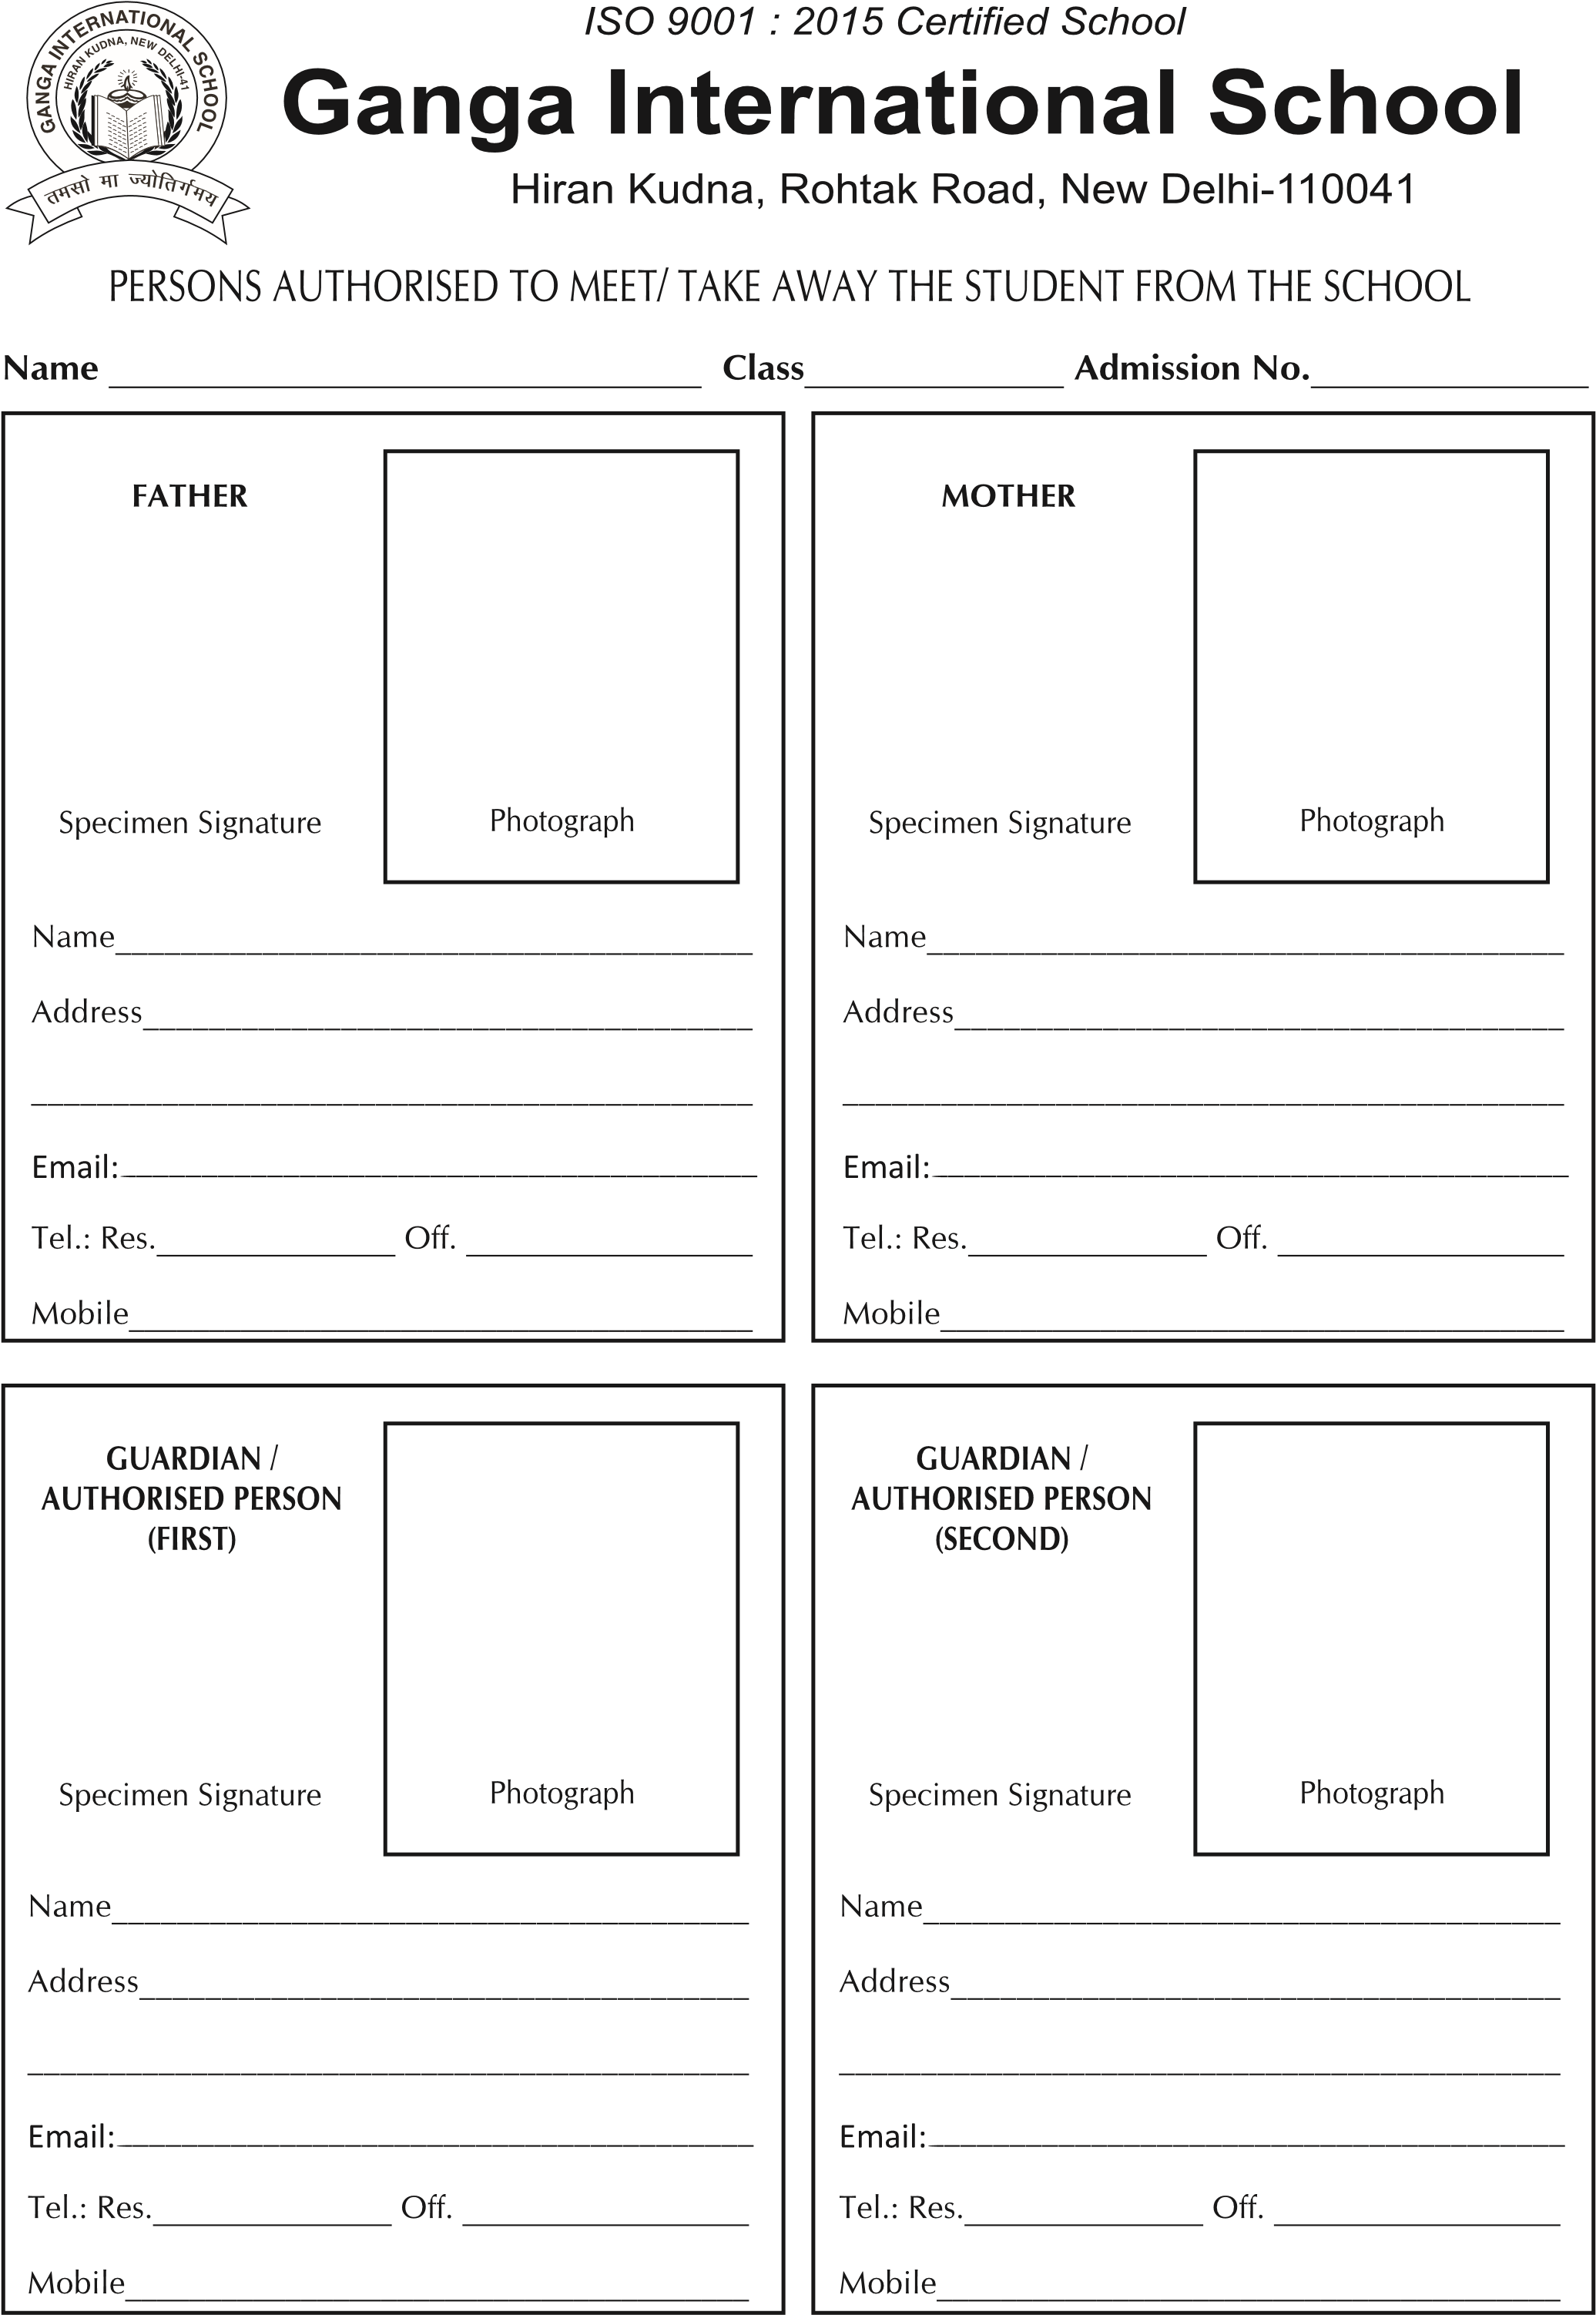 GANGA INTERNATIONAL SCHOOL
HIRAN KUDNA, NEW DELHI-41
तमसो मा ज्योतिर्गमय
ISO 9001 : 2015 Certified School
Ganga International School
Hiran Kudna, Rohtak Road, New Delhi-110041
PERSONS AUTHORISED TO MEET/ TAKE AWAY THE STUDENT FROM THE SCHOOL
Name Class Admission No.
FATHER
Specimen Signature
Photograph
Name
Address
Email:
Tel.: Res. Off.
Mobile
MOTHER
Specimen Signature
Photograph
Name
Address
Email:
Tel.: Res. Off.
Mobile
GUARDIAN /
AUTHORISED PERSON
(FIRST)
Specimen Signature
Photograph
Name
Address
Email:
Tel.: Res. Off.
Mobile
GUARDIAN /
AUTHORISED PERSON
(SECOND)
Specimen Signature
Photograph
Name
Address
Email:
Tel.: Res. Off.
Mobile